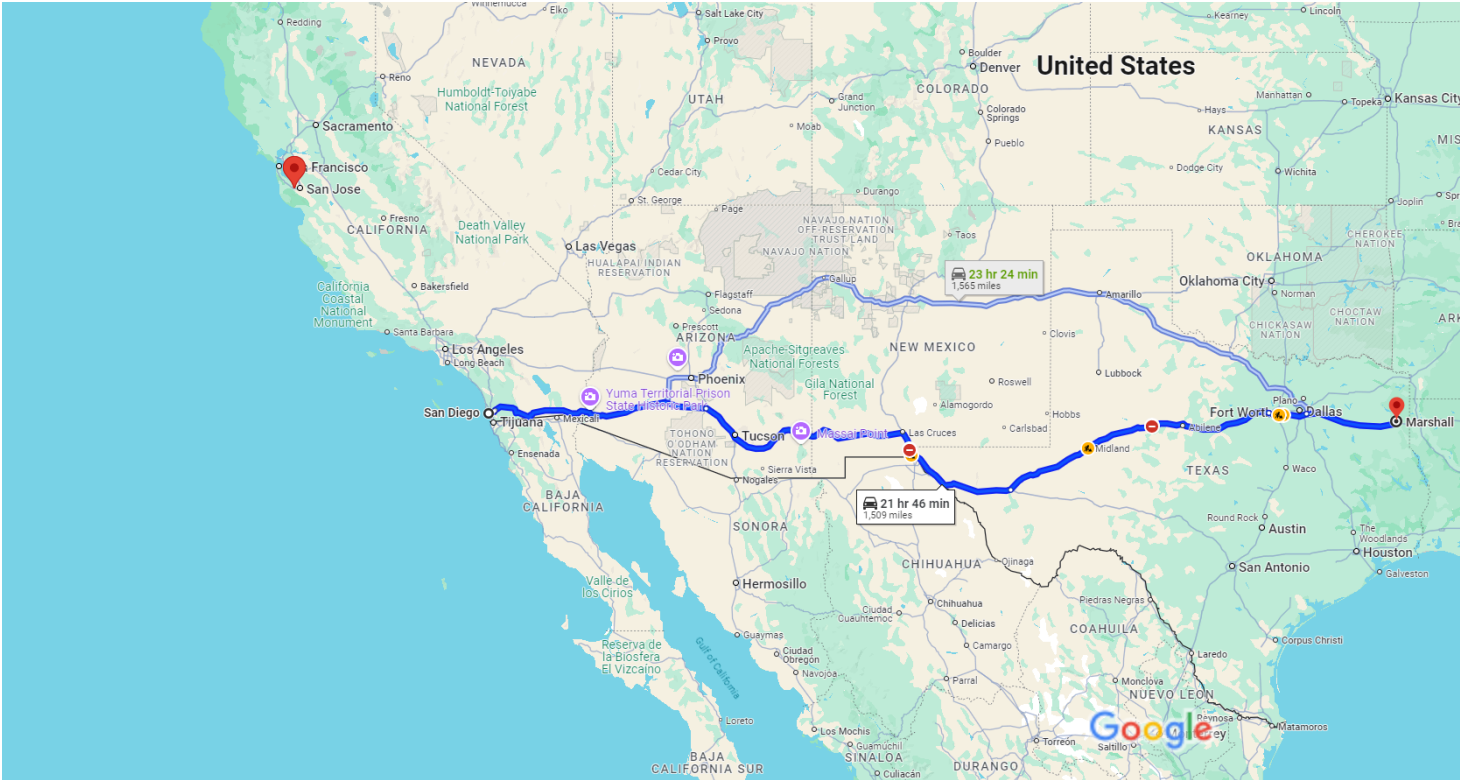 Redding
Winnemucca
Elko
Salt Lake City
Provo
Kearney
Lincoln
Boulder
Denver
United States
NEVADA
Reno
Humboldt-Toiyabe
National Forest
UTAH
Grand
Junction
COLORADO
Colorado
Springs
Hays
Manhattan
Topeka
Kansas City
KANSAS
MIS
Sacramento
Moab
Pueblo
Francisco
San Jose
Cedar City
Durango
Dodge City
Wichita
Joplin
Spr
Fresno
CALIFORNIA
Death Valley
National Park
St. George
Page
NAVAJO NATION
OFF-RESERVATION
TRUST LAND
NAVAJO NATION
Taos
CHEROKEE
NATION
Bra
Las Vegas
HUALAPAI INDIAN
RESERVATION
OKLAHOMA
California
Coastal
National
Monument
Bakersfield
Flagstaff
Sedona
Gallup
23 hr 24 min
1,565 miles
Amarillo
Oklahoma City
Norman
CHICKASAW
NATION
CHOCTAW
NATION
ARK
Santa Barbara
Prescott
ARIZONA
Clovis
Los Angeles
Long Beach
Apache-Sitgreaves
National Forests
NEW MEXICO
Phoenix
Gila National
Forest
Roswell
Lubbock
Yuma Territorial Prison
State Historic Park
Alamogordo
Hobbs
Plano
San Diego
Tijuana
Mexicali
Tucson
Massai Point
Las Cruces
Carlsbad
Abilene
Fort Worth
Dallas
Marshall
TOHONO
O'ODHAM
NATION
RESERVATION
Ensenada
Sierra Vista
Nogales
Midland
TEXAS
Waco
BAJA
CALIFORNIA
21 hr 46 min
1,509 miles
SONORA
Round Rock
Austin
The
Woodlands
Houston
Galveston
CHIHUAHUA
Ojinaga
San Antonio
Valle de
los Cirios
Hermosillo
Chihuahua
Piedras Negras
Ciudad
Cuauhtemoc
Delicias
COAHUILA
Corpus Christi
Reserva de
la Biosfera
El Vizcaíno
Gulf of California
Guaymas
Ciudad
Obregón
Navojoa
Camargo
Laredo
Parral
Monclova
NUEVO LEON
Loreto
Los Mochis
Google
Reynosa
Matamoros
Torreón
Saltillo
rey
Guamuchil
SINALOA
Culiacán
DURANGO
BAJA
CALIFORNIA SUR